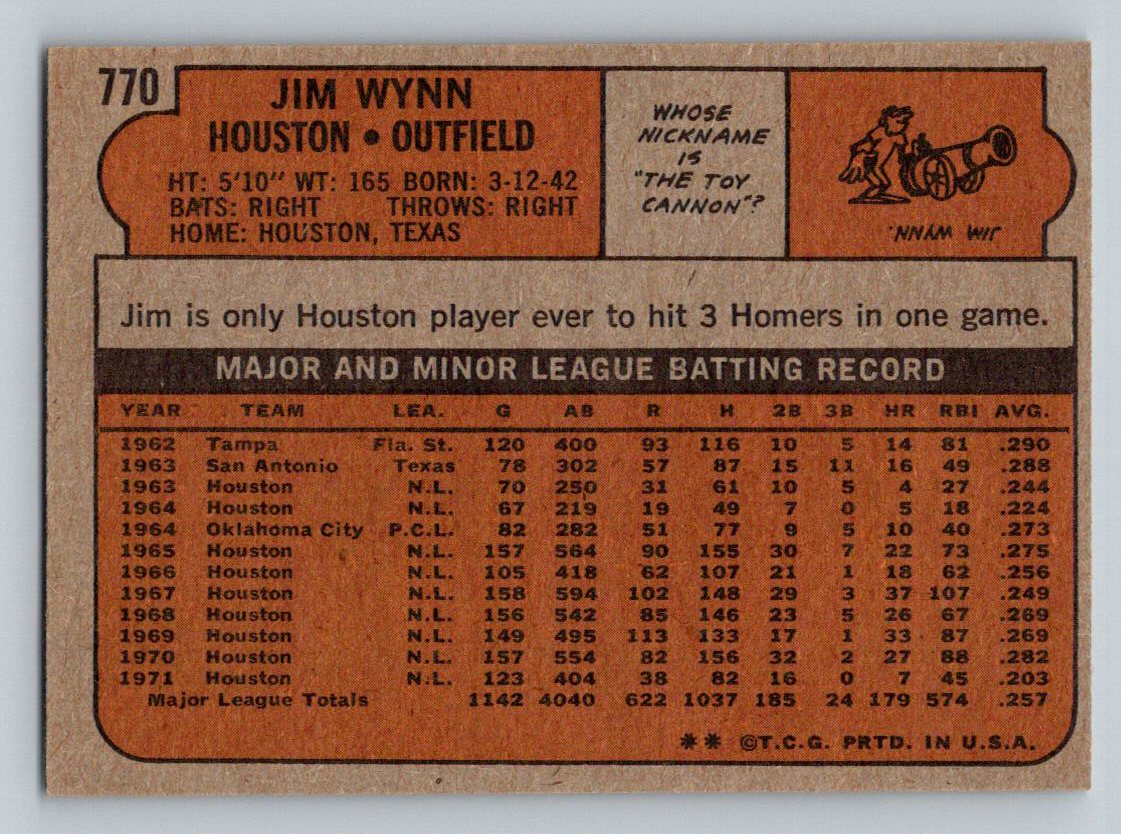 770
JIM WYNN
HOUSTON • OUTFIELD
HT: 5'10" WT: 165 BORN: 3-12-42
BATS: RIGHT THROWS: RIGHT
HOME: HOUSTON, TEXAS
WHOSE
NICKNAME
IS
"THE TOY
CANNON"?
JIM WYNN.
Jim is only Houston player ever to hit 3 Homers in one game.
MAJOR AND MINOR LEAGUE BATTING RECORD
YEAR TEAM LEA. G AB R H 2B 3B HR RBI AVG.
1962 Tampa Fla. St. 120 400 93 116 10 5 14 81 .290
1963 San Antonio Texas 78 302 57 87 15 11 16 49 .288
1963 Houston N.L. 70 250 31 61 10 5 4 27 .244
1964 Houston N.L. 67 219 19 49 7 0 5 18 .224
1964 Oklahoma City P.C.L. 82 282 51 77 9 5 10 40 .273
1965 Houston N.L. 157 564 90 155 30 7 22 73 .275
1966 Houston N.L. 105 418 62 107 21 1 18 62 .256
1967 Houston N.L. 158 594 102 148 29 3 37 107 .249
1968 Houston N.L. 156 542 85 146 23 5 26 67 .269
1969 Houston N.L. 149 495 113 133 17 1 33 87 .269
1970 Houston N.L. 157 554 82 156 32 2 27 88 .282
1971 Houston N.L. 123 404 38 82 16 0 7 45 .203
Major League Totals 1142 4040 622 1037 185 24 179 574 .257
** ©T.C.G. PRTD. IN U.S.A.